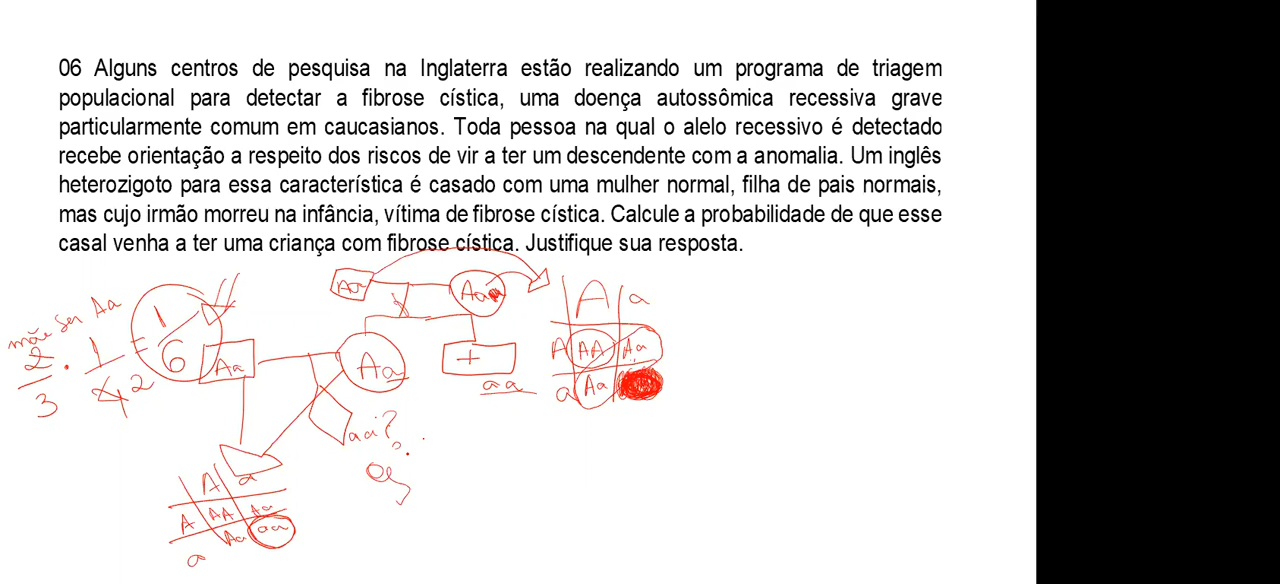 06 Alguns centros de pesquisa na Inglaterra estão realizando um programa de triagem
populacional para detectar a fibrose cística, uma doença autossômica recessiva grave
particularmente comum em caucasianos. Toda pessoa na qual o alelo recessivo é detectado
recebe orientação a respeito dos riscos de vir a ter um descendente com a anomalia. Um inglês
heterozigoto para essa característica é casado com uma mulher normal, filha de pais normais,
mas cujo irmão morreu na infância, vítima de fibrose cística. Calcule a probabilidade de que esse
casal venha a ter uma criança com fibrose cística. Justifique sua resposta.
Aa Aa
A a
mãe ser Aa
A AA Aa
a Aa
2/3 . 1/4 2 = 1/6
Aa Aa +
aa
aa?
A a
A AA Aa
a Aa aa